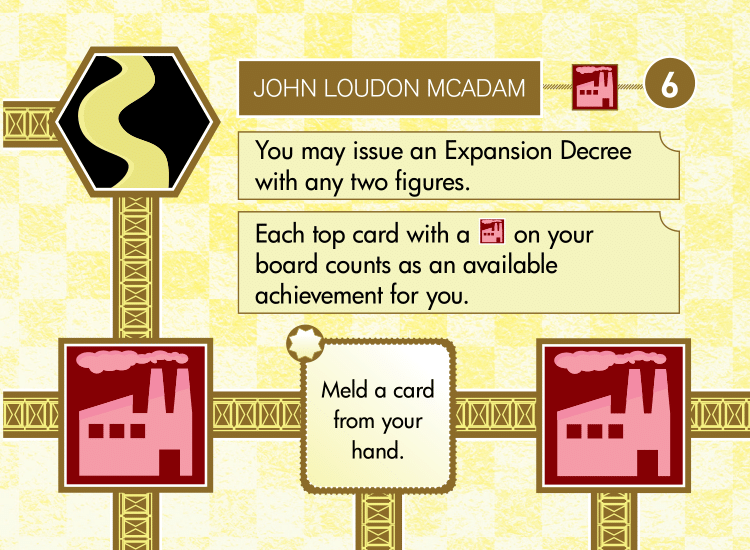 JOHN LOUDON MCADAM
6
You may issue an Expansion Decree
with any two figures.
Each top card with a on your
board counts as an available
achievement for you.
Meld a card
from your
hand.